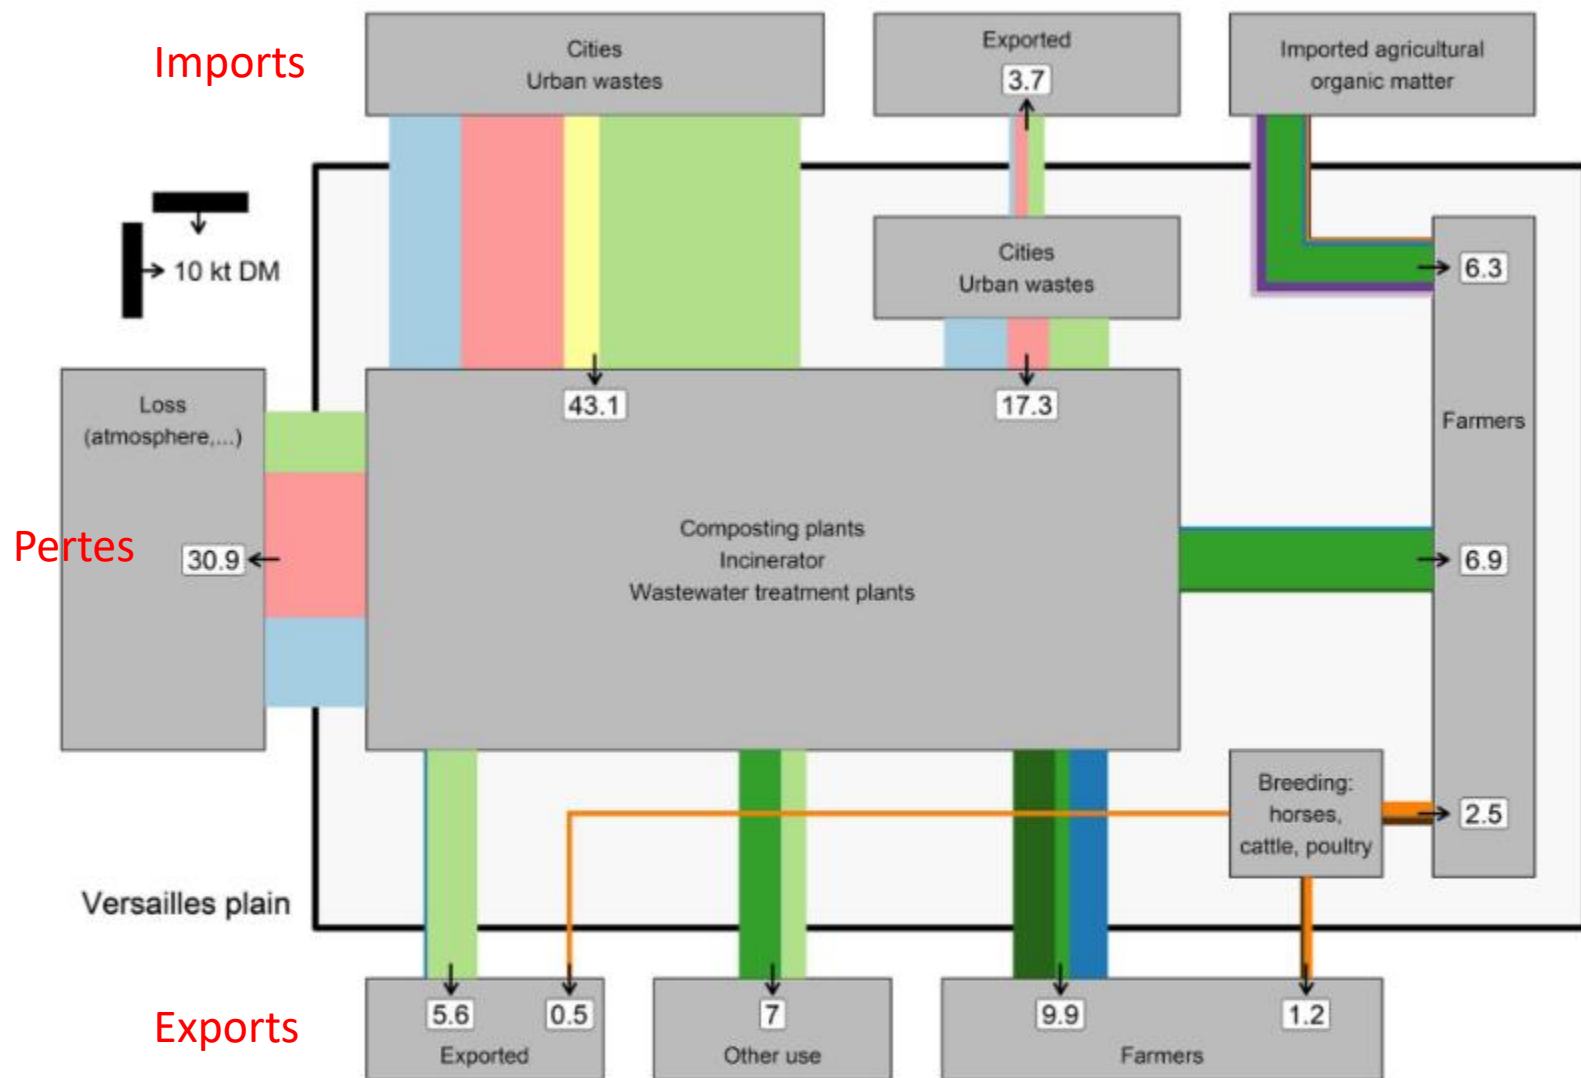 Imports
Cities
Urban wastes
Exported
3.7
Imported agricultural
organic matter
10 kt DM
Cities
Urban wastes
6.3
Loss
(atmosphere,...)
43.1
17.3
Farmers
Pertes
30.9
Composting plants
Incinerator
Wastewater treatment plants
6.9
Breeding:
horses,
cattle, poultry
2.5
Versailles plain
Exports
5.6
0.5
Exported
7
Other use
9.9
1.2
Farmers